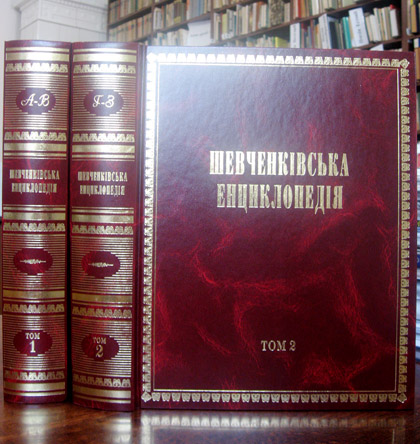 А-В
ШЕВЧЕНКІВСЬКА
ЕНЦИКЛОПЕДІЯ
ТОМ
1
Г-З
ШЕВЧЕНКІВСЬКА
ЕНЦИКЛОПЕДІЯ
ТОМ
2
ШЕВЧЕНКІВСЬКА
ЕНЦИКЛОПЕДІЯ
ТОМ 2